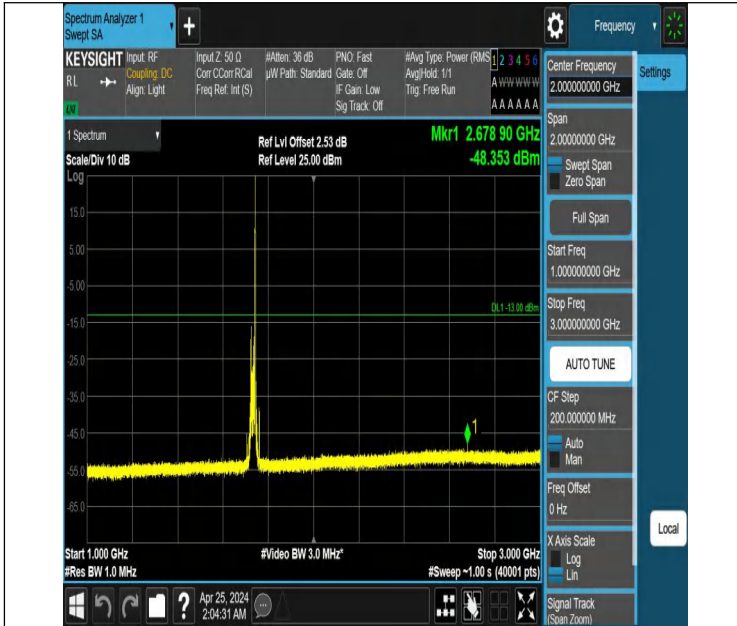 Spectrum Analyzer 1
Swept SA
+
Frequency
KEYSIGHT
RL
Input: RF
Coupling: DC
Align: Light
Input Z: 50 Ω
Corr CCorr RCal
Freq Ref: Int (S)
#Atten: 36 dB
µW Path: Standard
PNO: Fast
Gate: Off
IF Gain: Low
Sig Track: Off
#Avg Type: Power (RMS
Avg|Hold: 1/1
Trig: Free Run
1 2 3 4 5 6
A W W W W W
A A A A A A
1 Spectrum
Scale/Div 10 dB
Log
Ref Lvl Offset 2.53 dB
Ref Level 25.00 dBm
Mkr1 2.678 90 GHz
-48.353 dBm
15.0
5.00
-5.00
DL1 -13.00 dBm
-15.0
-25.0
-35.0
-45.0
1
-55.0
-65.0
Start 1.000 GHz
#Video BW 3.0 MHz*
Stop 3.000 GHz
#Res BW 1.0 MHz
#Sweep ~1.00 s (40001 pts)
?
Apr 25, 2024
2:04:31 AM
Center Frequency
2.000000000 GHz
Settings
Span
2.00000000 GHz
Swept Span
Zero Span
Full Span
Start Freq
1.000000000 GHz
Stop Freq
3.000000000 GHz
AUTO TUNE
CF Step
200.000000 MHz
Auto
Man
Freq Offset
0 Hz
X Axis Scale
Log
Lin
Local
Signal Track
(Span Zoom)